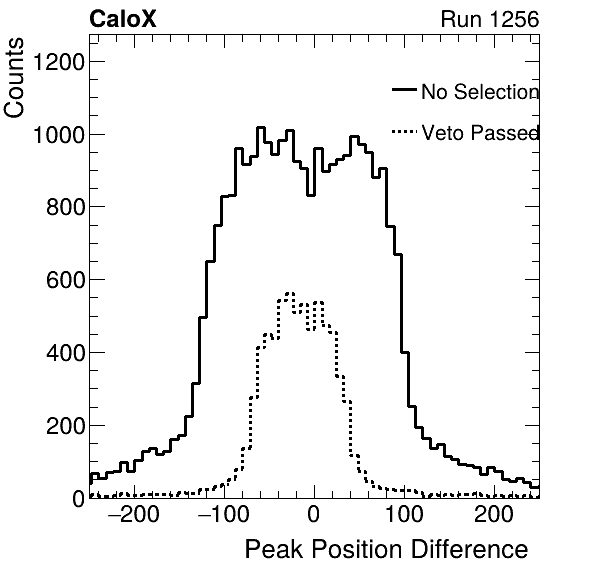 CaloX Run 1256
Counts
1200
1000
800
600
400
200
0
No Selection
Veto Passed
−200 −100 0 100 200
Peak Position Difference